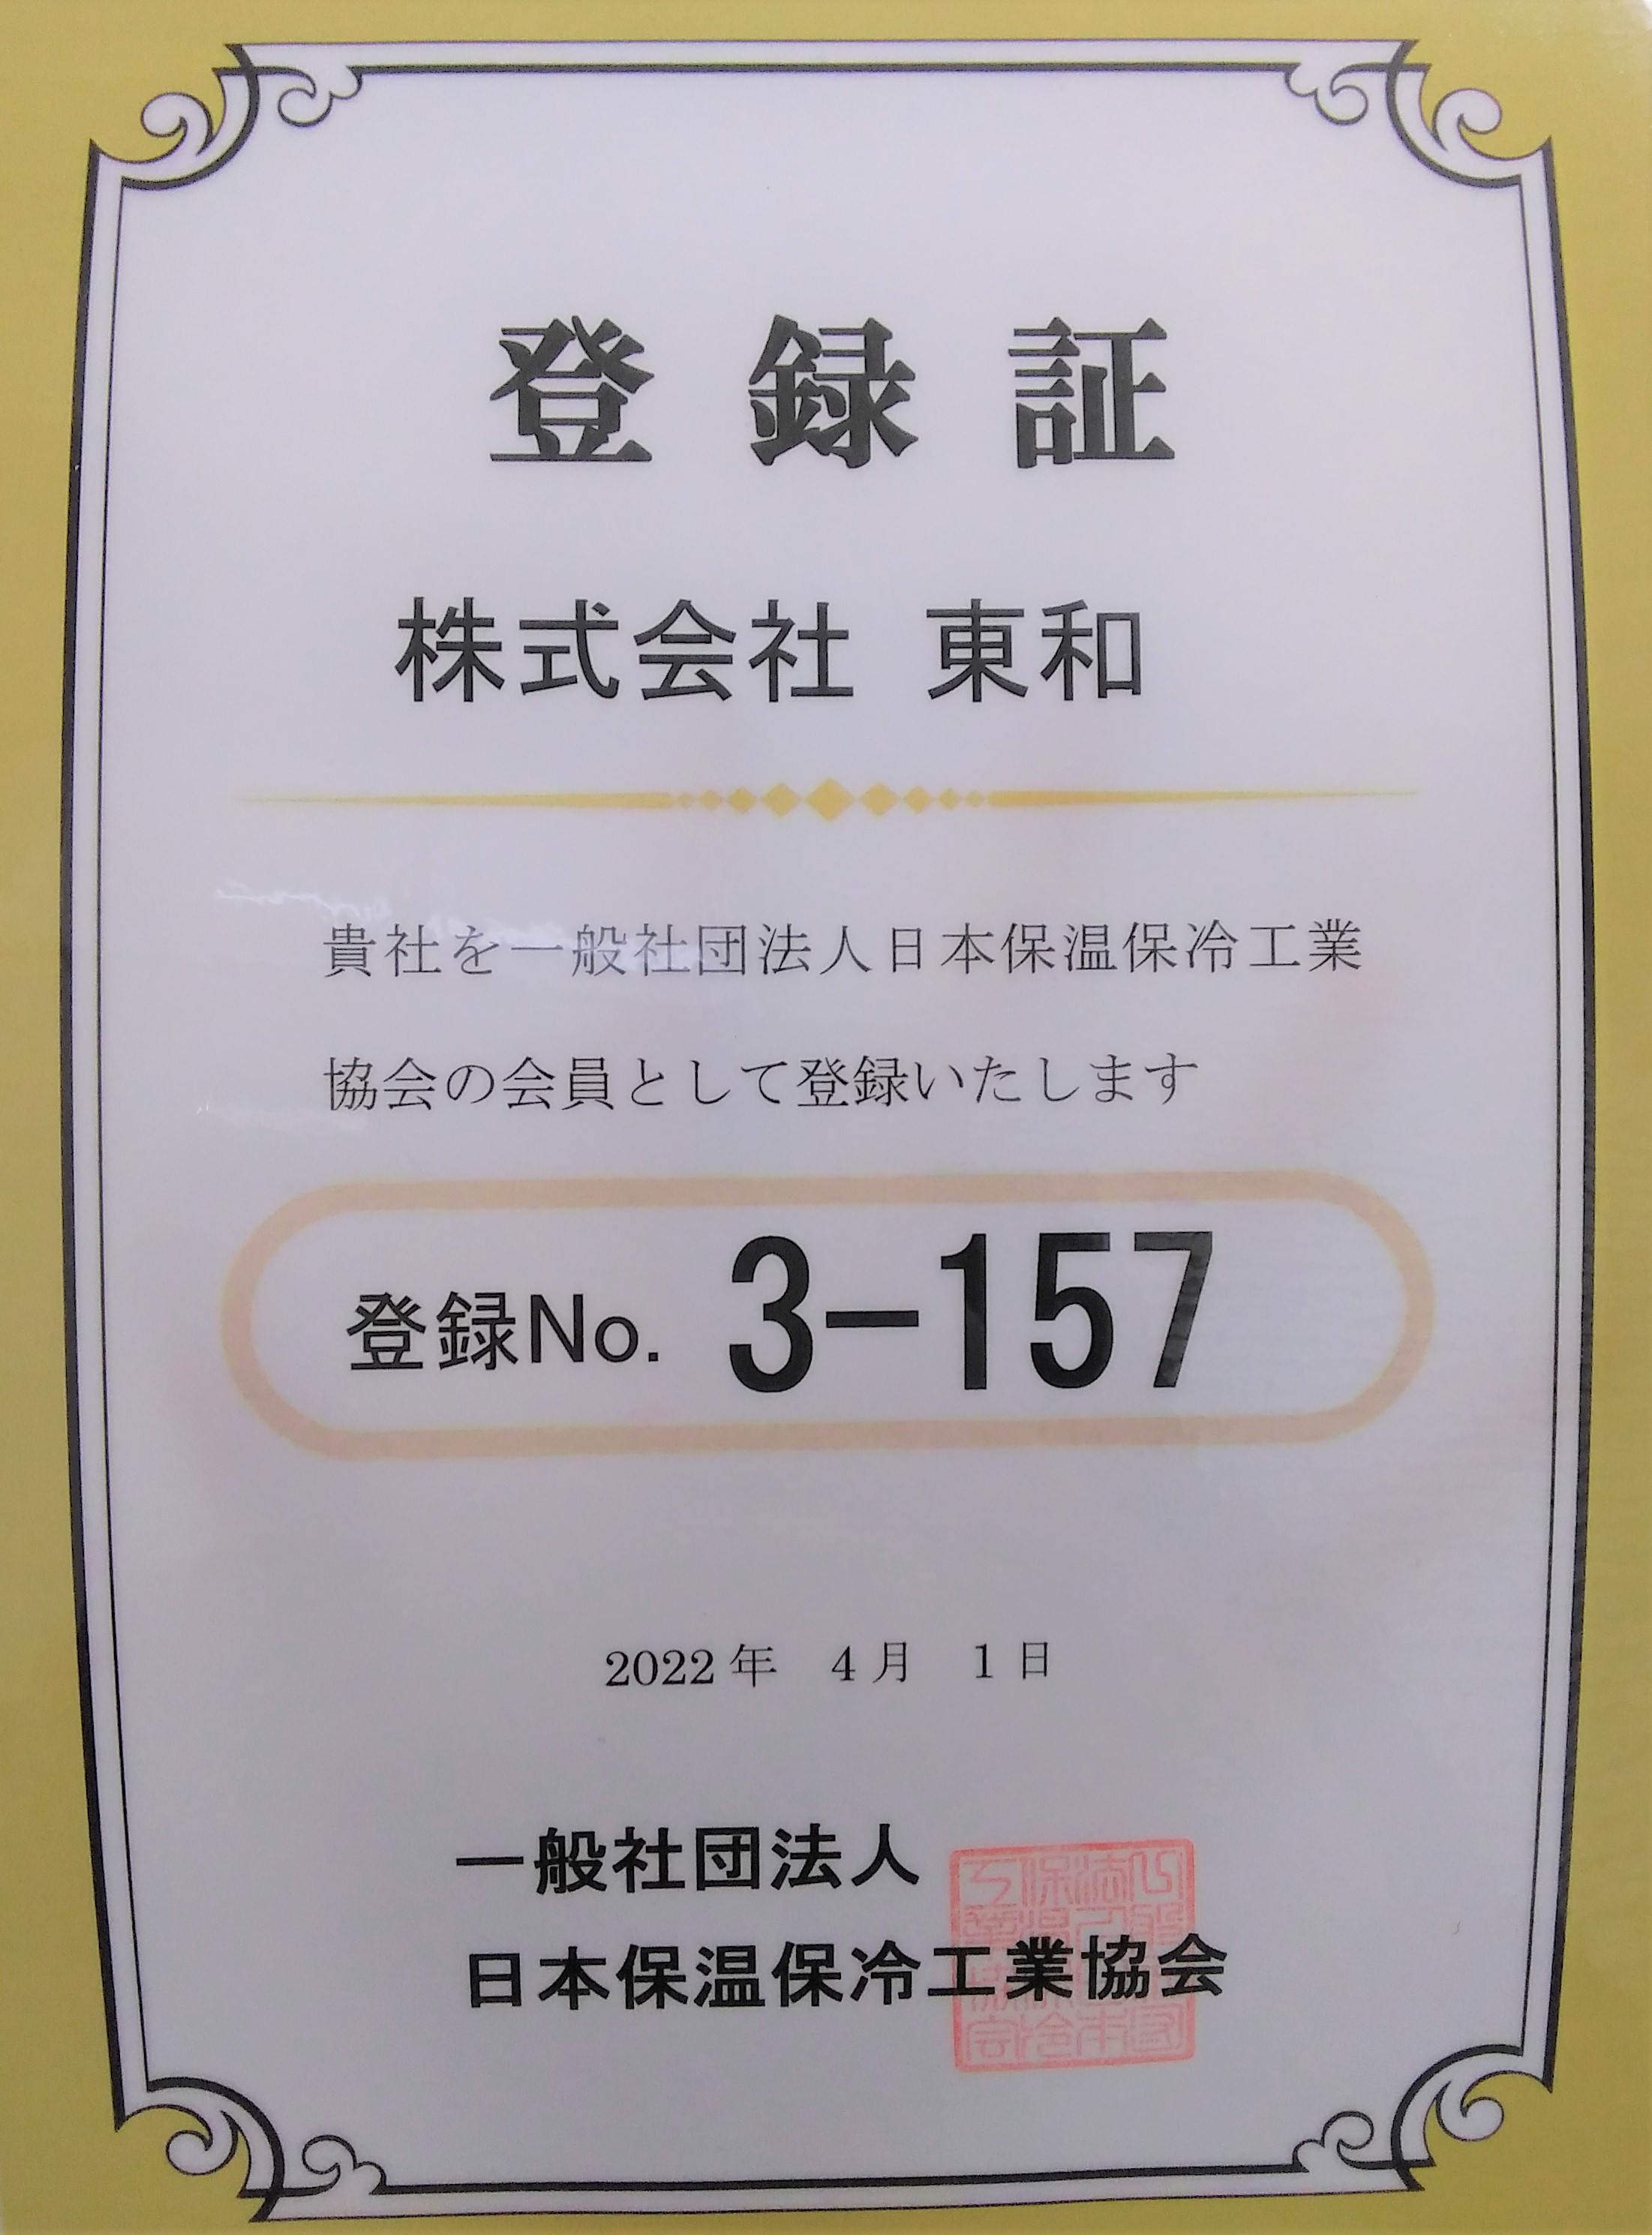 登録証
株式会社 東和
貴社を一般社団法人日本保温保冷工業
協会の会員として登録いたします
登録No. 3-157
2022年 4月 1日
一般社団法人
日本保温保冷工業協会